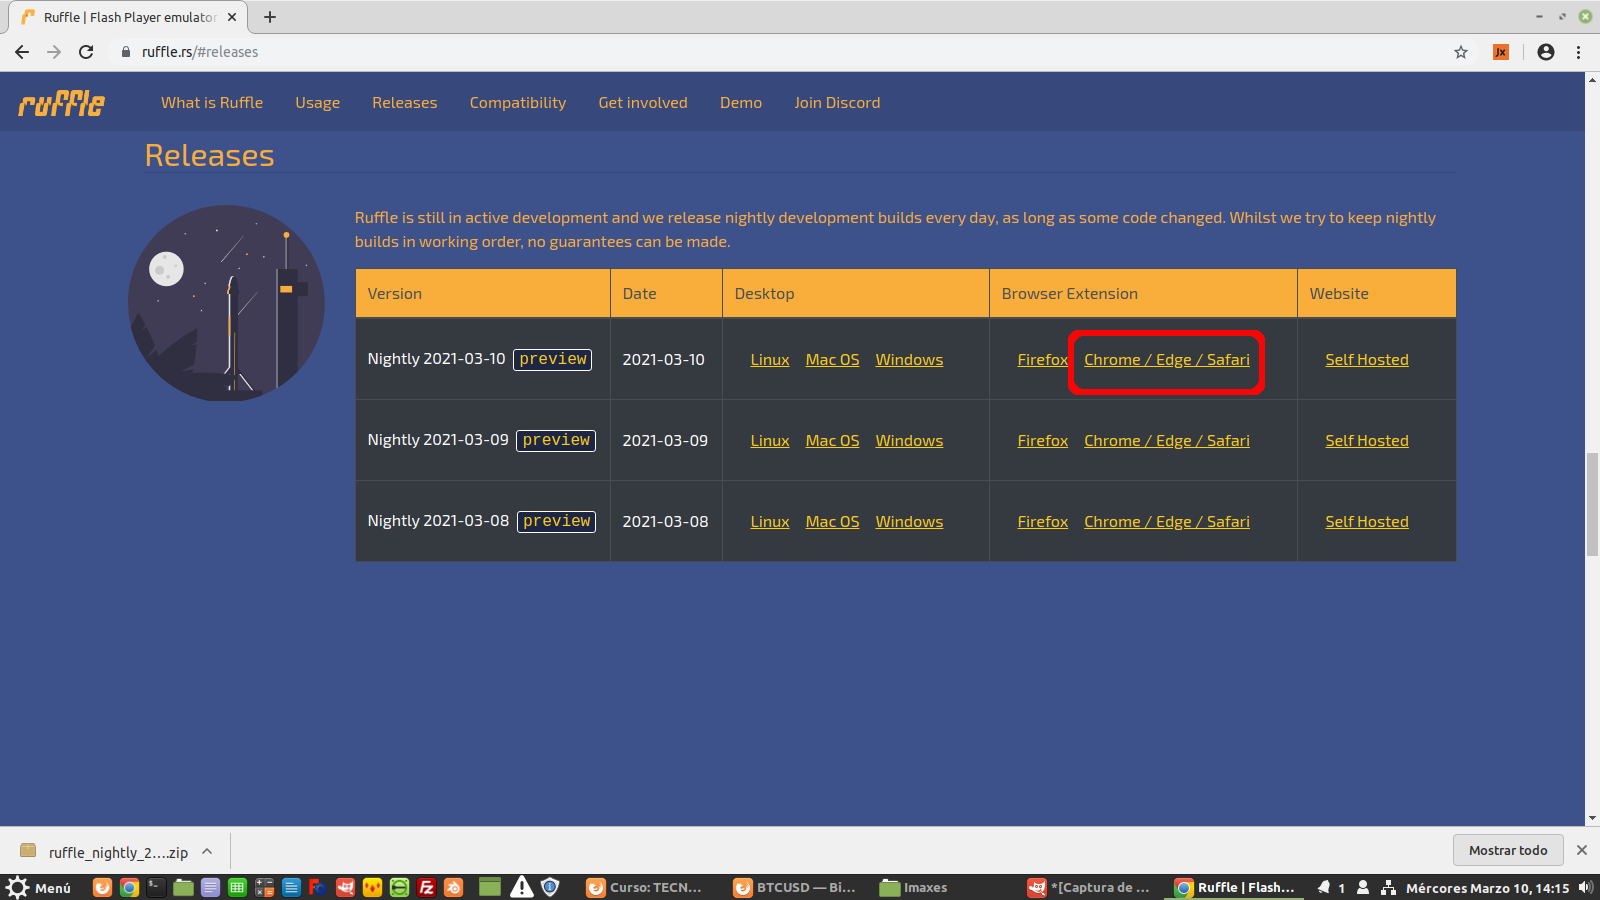 Ruffle | Flash Player emulator
ruffle.rs/#releases
Jx
ruffle
What is Ruffle Usage Releases Compatibility Get involved Demo Join Discord
Releases
Ruffle is still in active development and we release nightly development builds every day, as long as some code changed. Whilst we try to keep nightly
builds in working order, no guarantees can be made.
Version Date Desktop Browser Extension Website
Nightly 2021-03-10 preview 2021-03-10 Linux Mac OS Windows Firefox Chrome / Edge / Safari Self Hosted
Nightly 2021-03-09 preview 2021-03-09 Linux Mac OS Windows Firefox Chrome / Edge / Safari Self Hosted
Nightly 2021-03-08 preview 2021-03-08 Linux Mac OS Windows Firefox Chrome / Edge / Safari Self Hosted
ruffle_nightly_2....zip Mostrar todo
Menú Fz Curso: TECN... BTCUSD — Bi... Imaxes *[Captura de ... Ruffle | Flash... 1 Mércores Marzo 10, 14:15